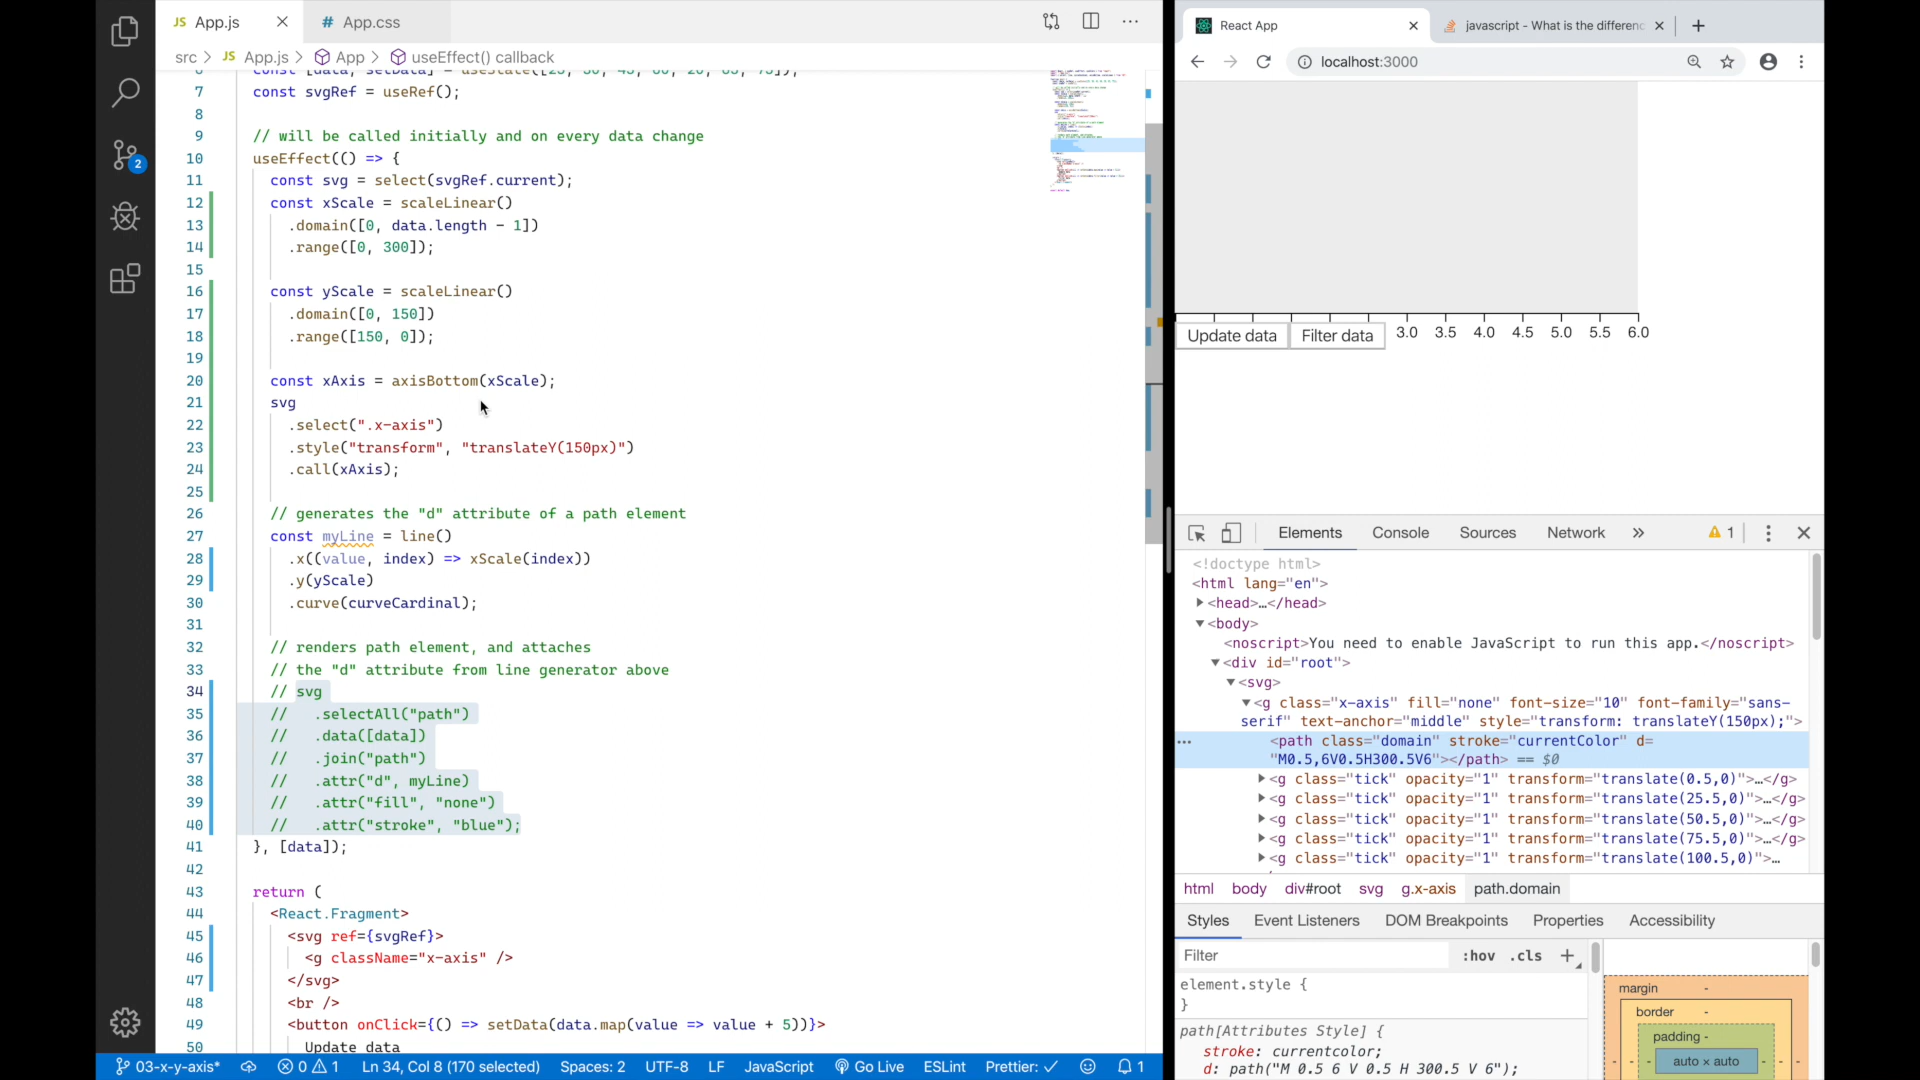 JS App.js
# App.css
src > JS App.js > App > useEffect() callback
6 const [data, setData] = useState([25, 30, 45, 60, 20, 65, 75]);
7 const svgRef = useRef();
8
9 // will be called initially and on every data change
10 useEffect(() => {
11 const svg = select(svgRef.current);
12 const xScale = scaleLinear()
13 .domain([0, data.length - 1])
14 .range([0, 300]);
15
16 const yScale = scaleLinear()
17 .domain([0, 150])
18 .range([150, 0]);
19
20 const xAxis = axisBottom(xScale);
21 svg
22 .select(".x-axis")
23 .style("transform", "translateY(150px)")
24 .call(xAxis);
25
26 // generates the "d" attribute of a path element
27 const myLine = line()
28 .x((value, index) => xScale(index))
29 .y(yScale)
30 .curve(curveCardinal);
31
32 // renders path element, and attaches
33 // the "d" attribute from line generator above
34 // svg
35 // .selectAll("path")
36 // .data([data])
37 // .join("path")
38 // .attr("d", myLine)
39 // .attr("fill", "none")
40 // .attr("stroke", "blue");
41 }, [data]);
42
43 return (
44 <React.Fragment>
45 <svg ref={svgRef}>
46 <g className="x-axis" />
47 </svg>
48 <br />
49 <button onClick={() => setData(data.map(value => value + 5))}>
50 Update data
2
03-x-y-axis* 0 1 Ln 34, Col 8 (170 selected) Spaces: 2 UTF-8 LF JavaScript Go Live ESLint Prettier: ✓ 1
React App
javascript - What is the differenc
localhost:3000
Update data Filter data 3.0 3.5 4.0 4.5 5.0 5.5 6.0
Elements Console Sources Network » 1
<!doctype html>
<html lang="en">
<head>…</head>
<body>
<noscript>You need to enable JavaScript to run this app.</noscript>
<div id="root">
<svg>
<g class="x-axis" fill="none" font-size="10" font-family="sans-
serif" text-anchor="middle" style="transform: translateY(150px);">
<path class="domain" stroke="currentColor" d=
"M0.5,6V0.5H300.5V6"></path> == $0
<g class="tick" opacity="1" transform="translate(0.5,0)">…</g>
<g class="tick" opacity="1" transform="translate(25.5,0)">…</g>
<g class="tick" opacity="1" transform="translate(50.5,0)">…</g>
<g class="tick" opacity="1" transform="translate(75.5,0)">…</g>
<g class="tick" opacity="1" transform="translate(100.5,0)">…
html body div#root svg g.x-axis path.domain
Styles Event Listeners DOM Breakpoints Properties Accessibility
Filter :hov .cls +
element.style {
}
path[Attributes Style] {
stroke: currentcolor;
d: path("M 0.5 6 V 0.5 H 300.5 V 6");
margin -
border -
padding -
- - - auto × auto - - -